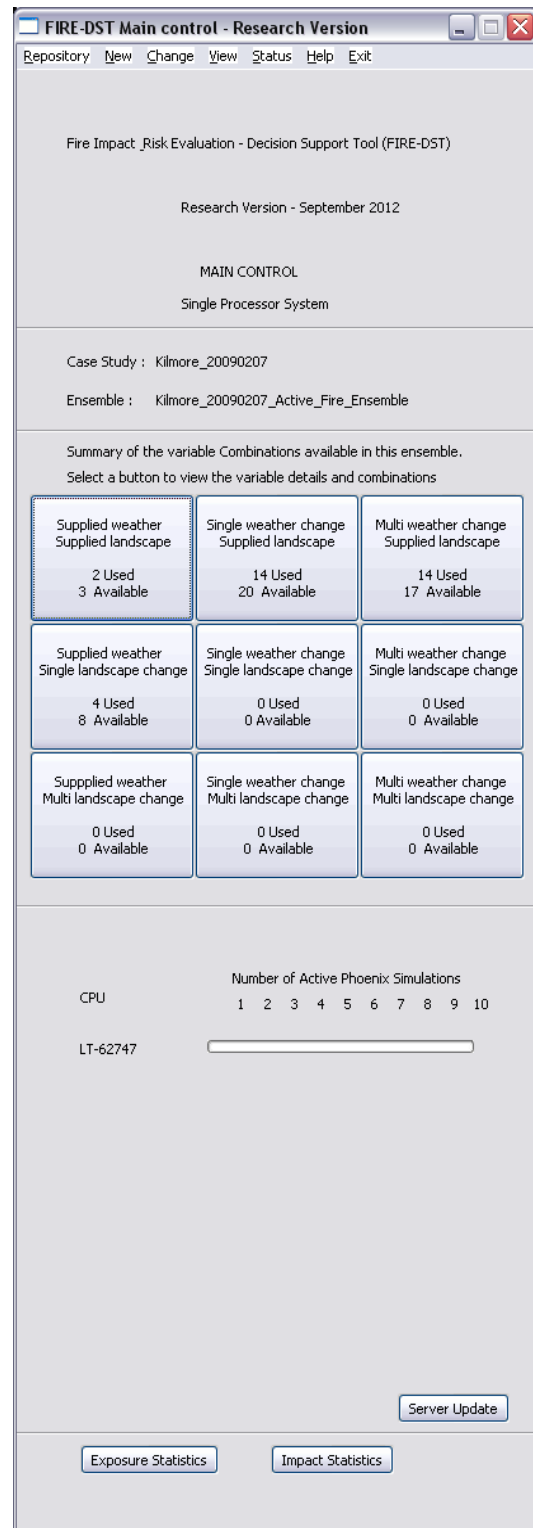 FIRE-DST Main control - Research Version
Repository New Change View Status Help Exit
Fire Impact _Risk Evaluation - Decision Support Tool (FIRE-DST)
Research Version - September 2012
MAIN CONTROL
Single Processor System
Case Study : Kilmore_20090207
Ensemble : Kilmore_20090207_Active_Fire_Ensemble
Summary of the variable Combinations available in this ensemble.
Select a button to view the variable details and combinations
Supplied weather
Supplied landscape
2 Used
3 Available
Single weather change
Supplied landscape
14 Used
20 Available
Multi weather change
Supplied landscape
14 Used
17 Available
Supplied weather
Single landscape change
4 Used
8 Available
Single weather change
Single landscape change
0 Used
0 Available
Multi weather change
Single landscape change
0 Used
0 Available
Suppplied weather
Multi landscape change
0 Used
0 Available
Single weather change
Multi landscape change
0 Used
0 Available
Multi weather change
Multi landscape change
0 Used
0 Available
Number of Active Phoenix Simulations
CPU
1 2 3 4 5 6 7 8 9 10
LT-62747
Server Update
Exposure Statistics
Impact Statistics